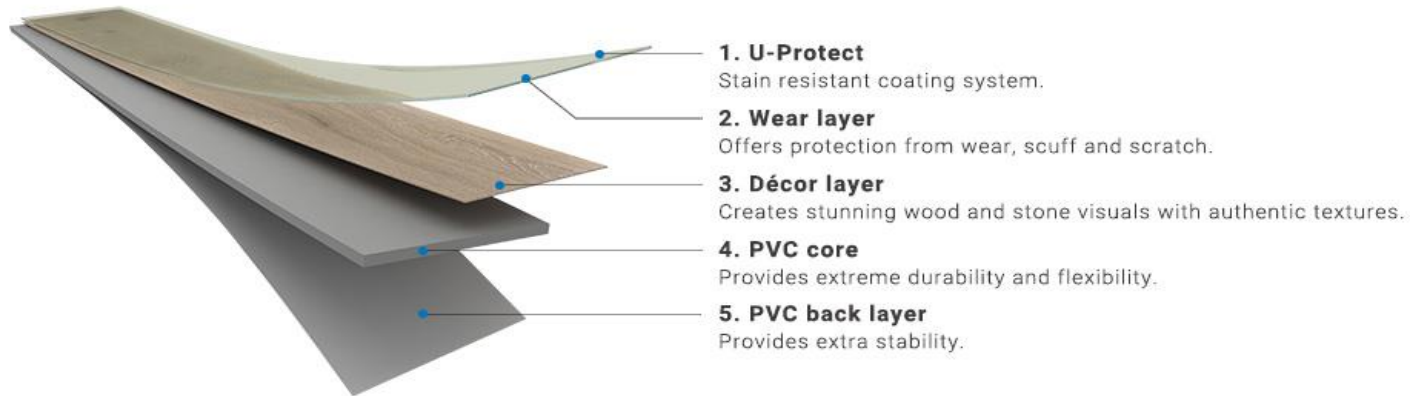 1. U-Protect
Stain resistant coating system.
2. Wear layer
Offers protection from wear, scuff and scratch.
3. Décor layer
Creates stunning wood and stone visuals with authentic textures.
4. PVC core
Provides extreme durability and flexibility.
5. PVC back layer
Provides extra stability.